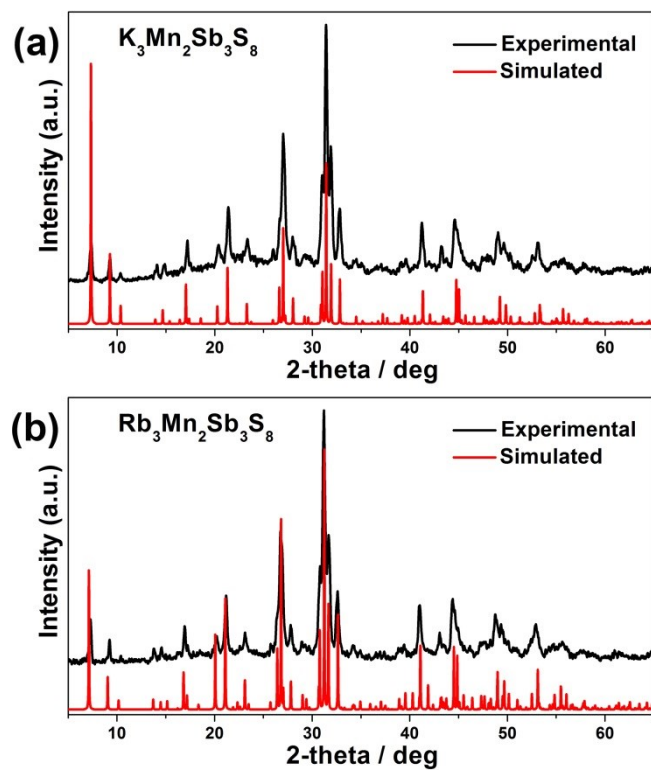 (a)
K₃Mn₂Sb₃S₈
Experimental
Simulated
Intensity (a.u.)
10 20 30 40 50 60
2-theta / deg
(b)
Rb₃Mn₂Sb₃S₈
Experimental
Simulated
Intensity (a.u.)
10 20 30 40 50 60
2-theta / deg